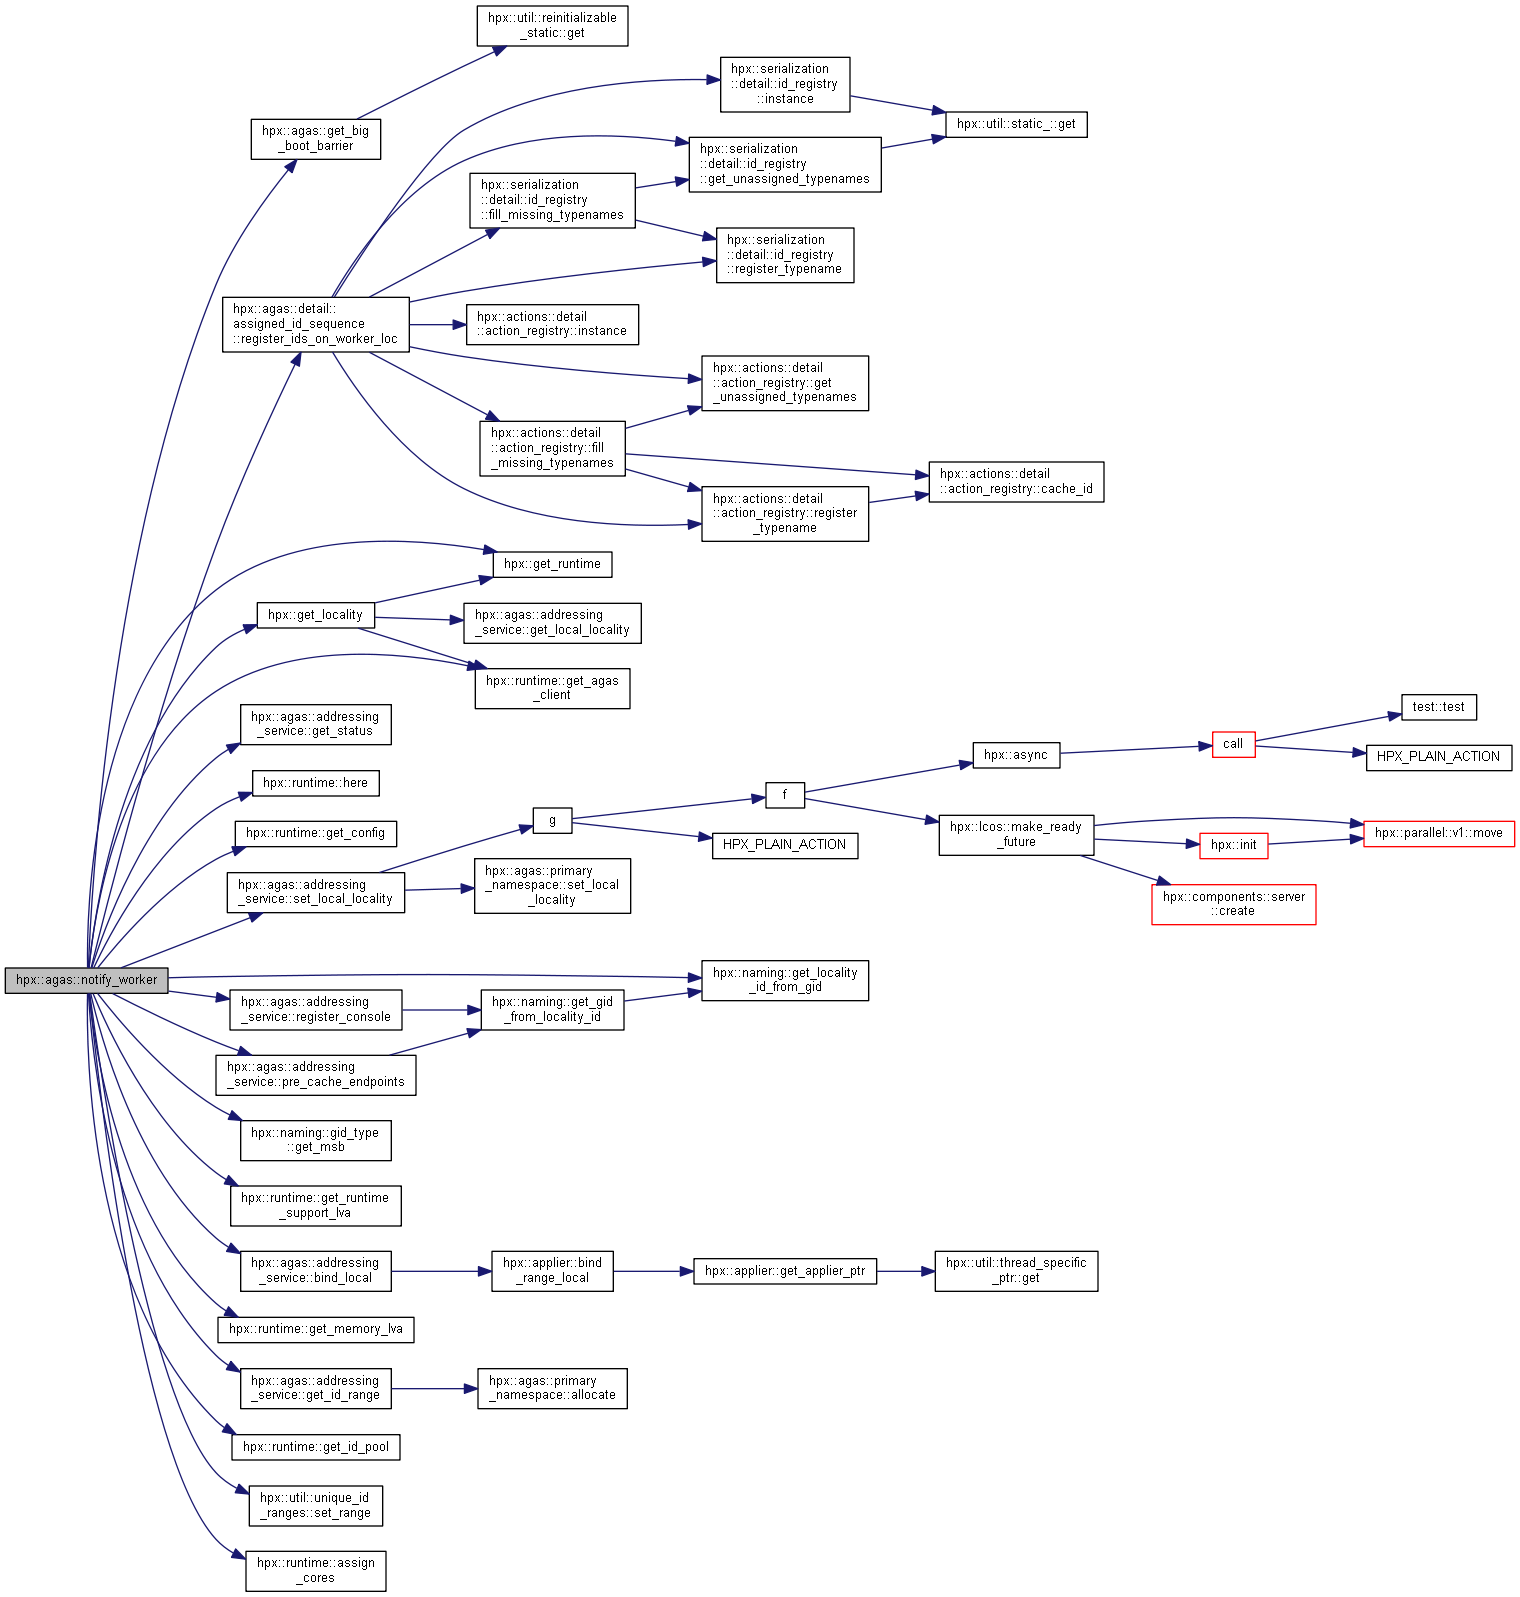 hpx::util::reinitializable
_static::get
hpx::serialization
::detail::id_registry
::instance
hpx::util::static_::get
hpx::agas::get_big
_boot_barrier
hpx::serialization
::detail::id_registry
::get_unassigned_typenames
hpx::serialization
::detail::id_registry
::fill_missing_typenames
hpx::serialization
::detail::id_registry
::register_typename
hpx::agas::detail::
assigned_id_sequence
::register_ids_on_worker_loc
hpx::actions::detail
::action_registry::instance
hpx::actions::detail
::action_registry::get
_unassigned_typenames
hpx::actions::detail
::action_registry::fill
_missing_typenames
hpx::actions::detail
::action_registry::cache_id
hpx::actions::detail
::action_registry::register
_typename
hpx::get_runtime
hpx::get_locality
hpx::agas::addressing
_service::get_local_locality
hpx::runtime::get_agas
_client
hpx::agas::addressing
_service::get_status
test::test
call
HPX_PLAIN_ACTION
hpx::async
hpx::runtime::here
f
g
hpx::runtime::get_config
hpx::lcos::make_ready
_future
hpx::parallel::v1::move
HPX_PLAIN_ACTION
hpx::init
hpx::agas::addressing
_service::set_local_locality
hpx::agas::primary
_namespace::set_local
_locality
hpx::components::server
::create
hpx::agas::notify_worker
hpx::naming::get_locality
_id_from_gid
hpx::agas::addressing
_service::register_console
hpx::naming::get_gid
_from_locality_id
hpx::agas::addressing
_service::pre_cache_endpoints
hpx::naming::gid_type
::get_msb
hpx::runtime::get_runtime
_support_lva
hpx::agas::addressing
_service::bind_local
hpx::applier::bind
_range_local
hpx::applier::get_applier_ptr
hpx::util::thread_specific
_ptr::get
hpx::runtime::get_memory_lva
hpx::agas::addressing
_service::get_id_range
hpx::agas::primary
_namespace::allocate
hpx::runtime::get_id_pool
hpx::util::unique_id
_ranges::set_range
hpx::runtime::assign
_cores